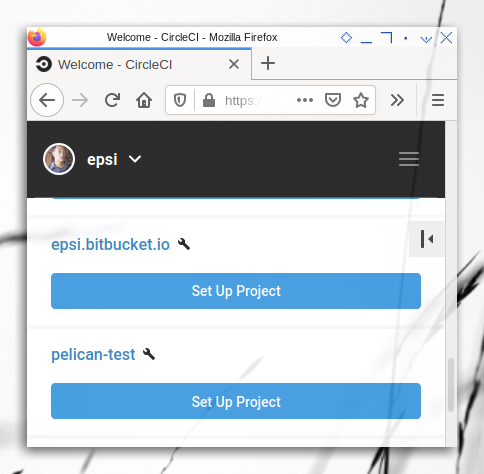 Welcome - CircleCI - Mozilla Firefox
Welcome - CircleCI
https:
epsi
epsi.bitbucket.io
Set Up Project
pelican-test
Set Up Project